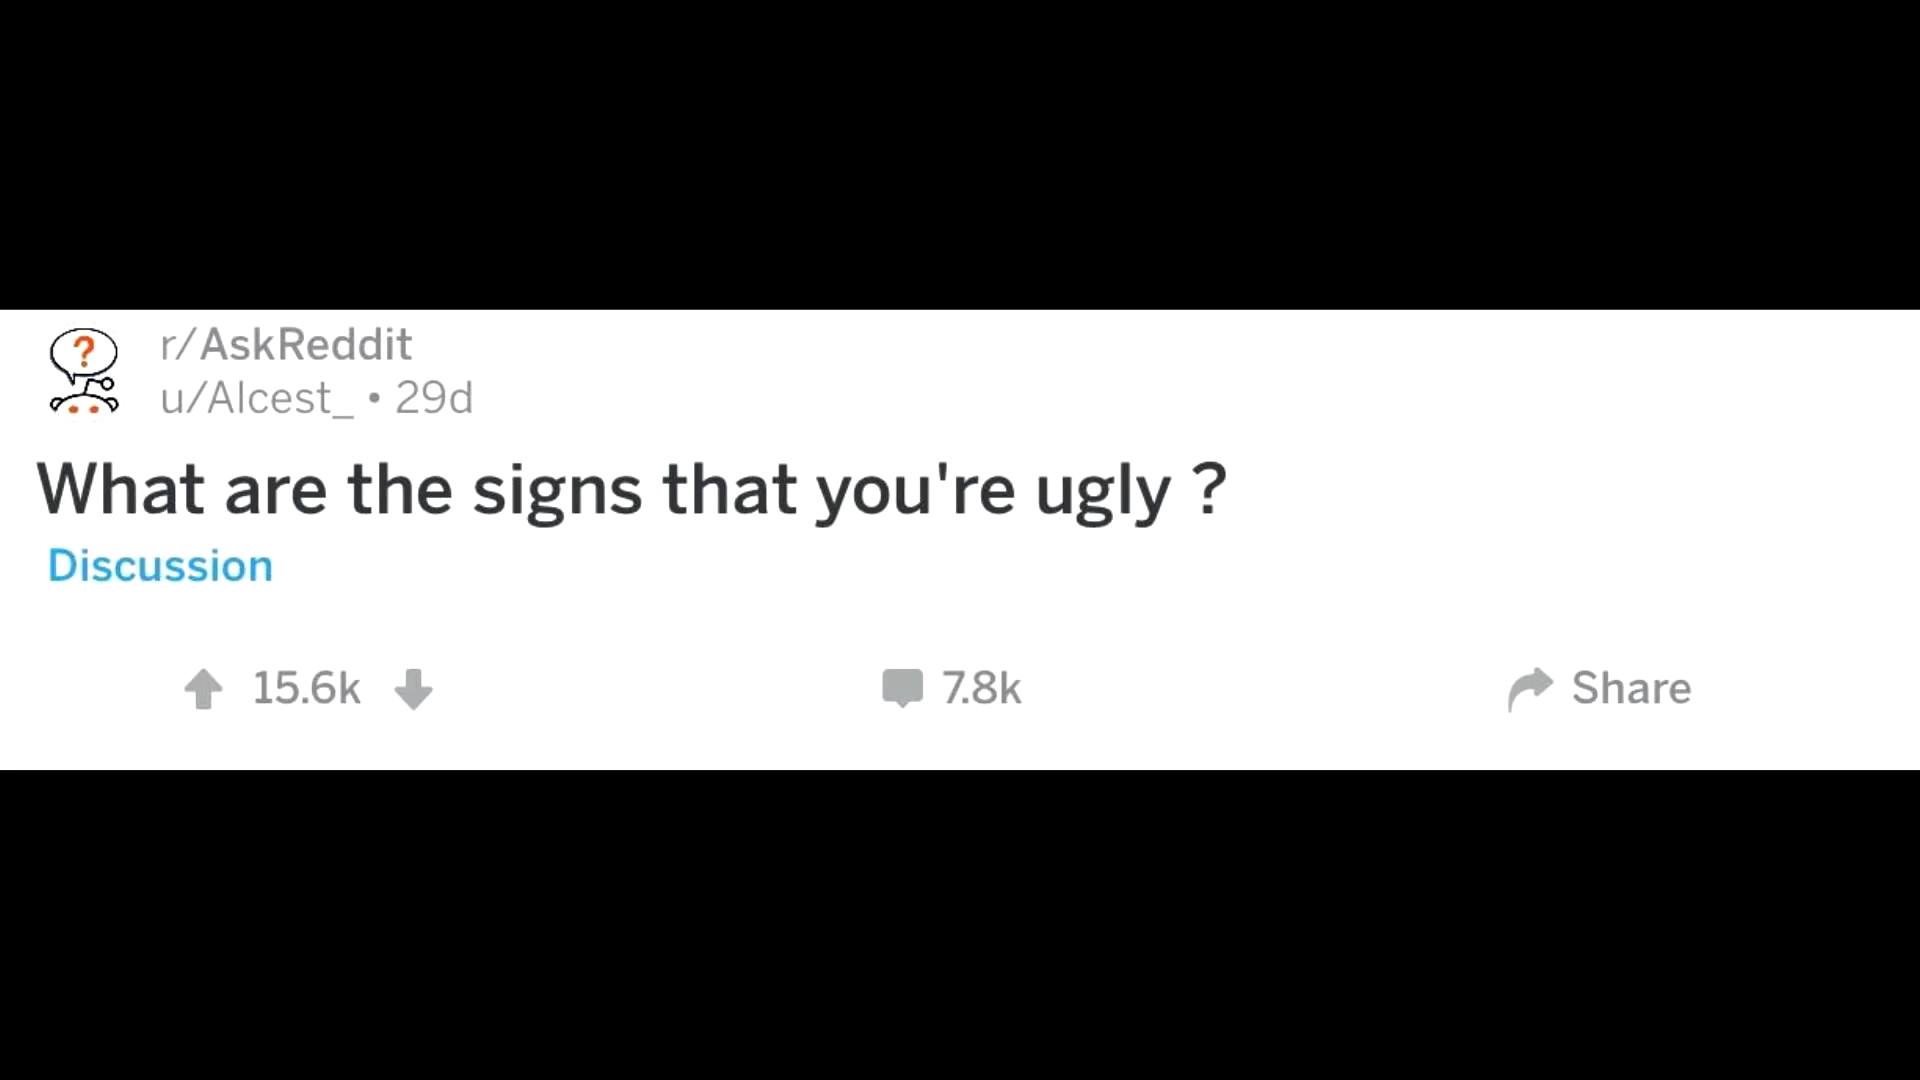 ?
r/AskReddit
u/Alcest_ • 29d
What are the signs that you're ugly ?
Discussion
15.6k 7.8k Share